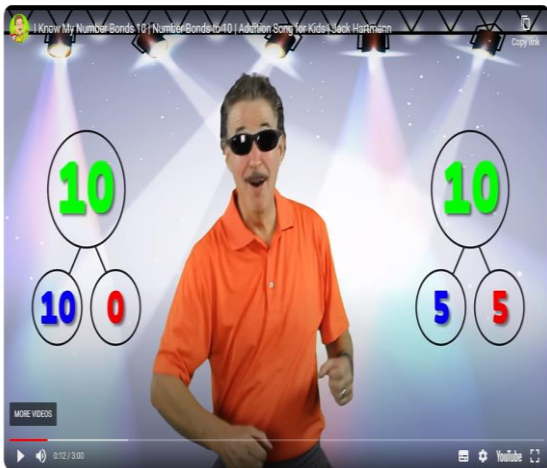 I Know My Number Bonds 10 | Number Bonds to 10 | Addition Song for Kids | Jack Hartmann
Copy link
10
10 0
10
5 5
MORE VIDEOS
0:12 / 3:00
YouTube